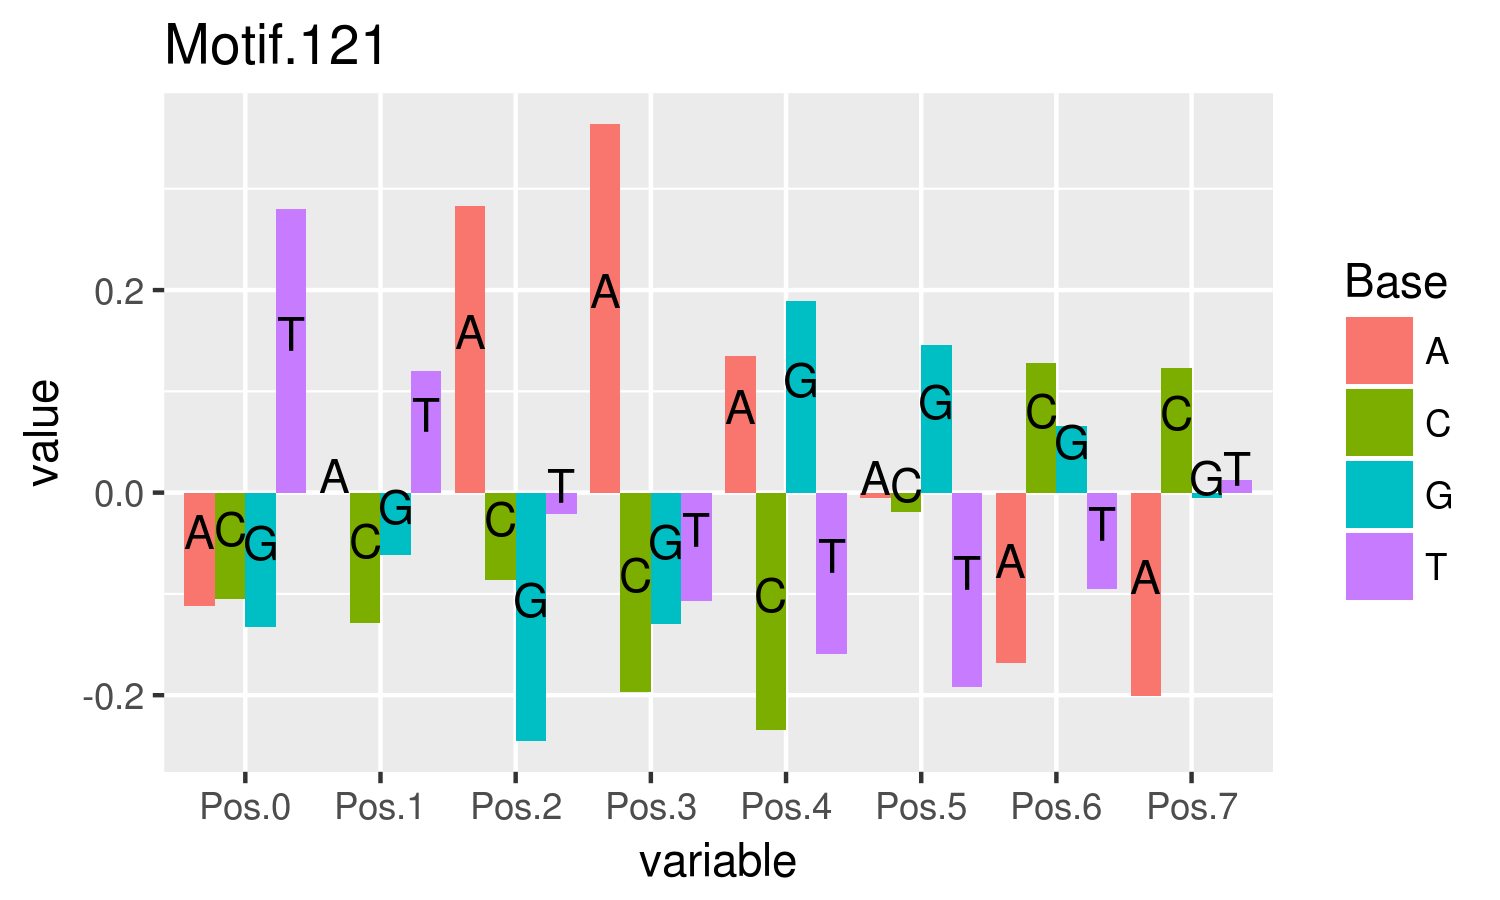 Motif.121
value
0.2
0.0
-0.2
A C G T
A C G T
A C G T
A C G T
A C G T
A C G T
A C G T
A C G T
Pos.0 Pos.1 Pos.2 Pos.3 Pos.4 Pos.5 Pos.6 Pos.7
variable
Base
A
C
G
T